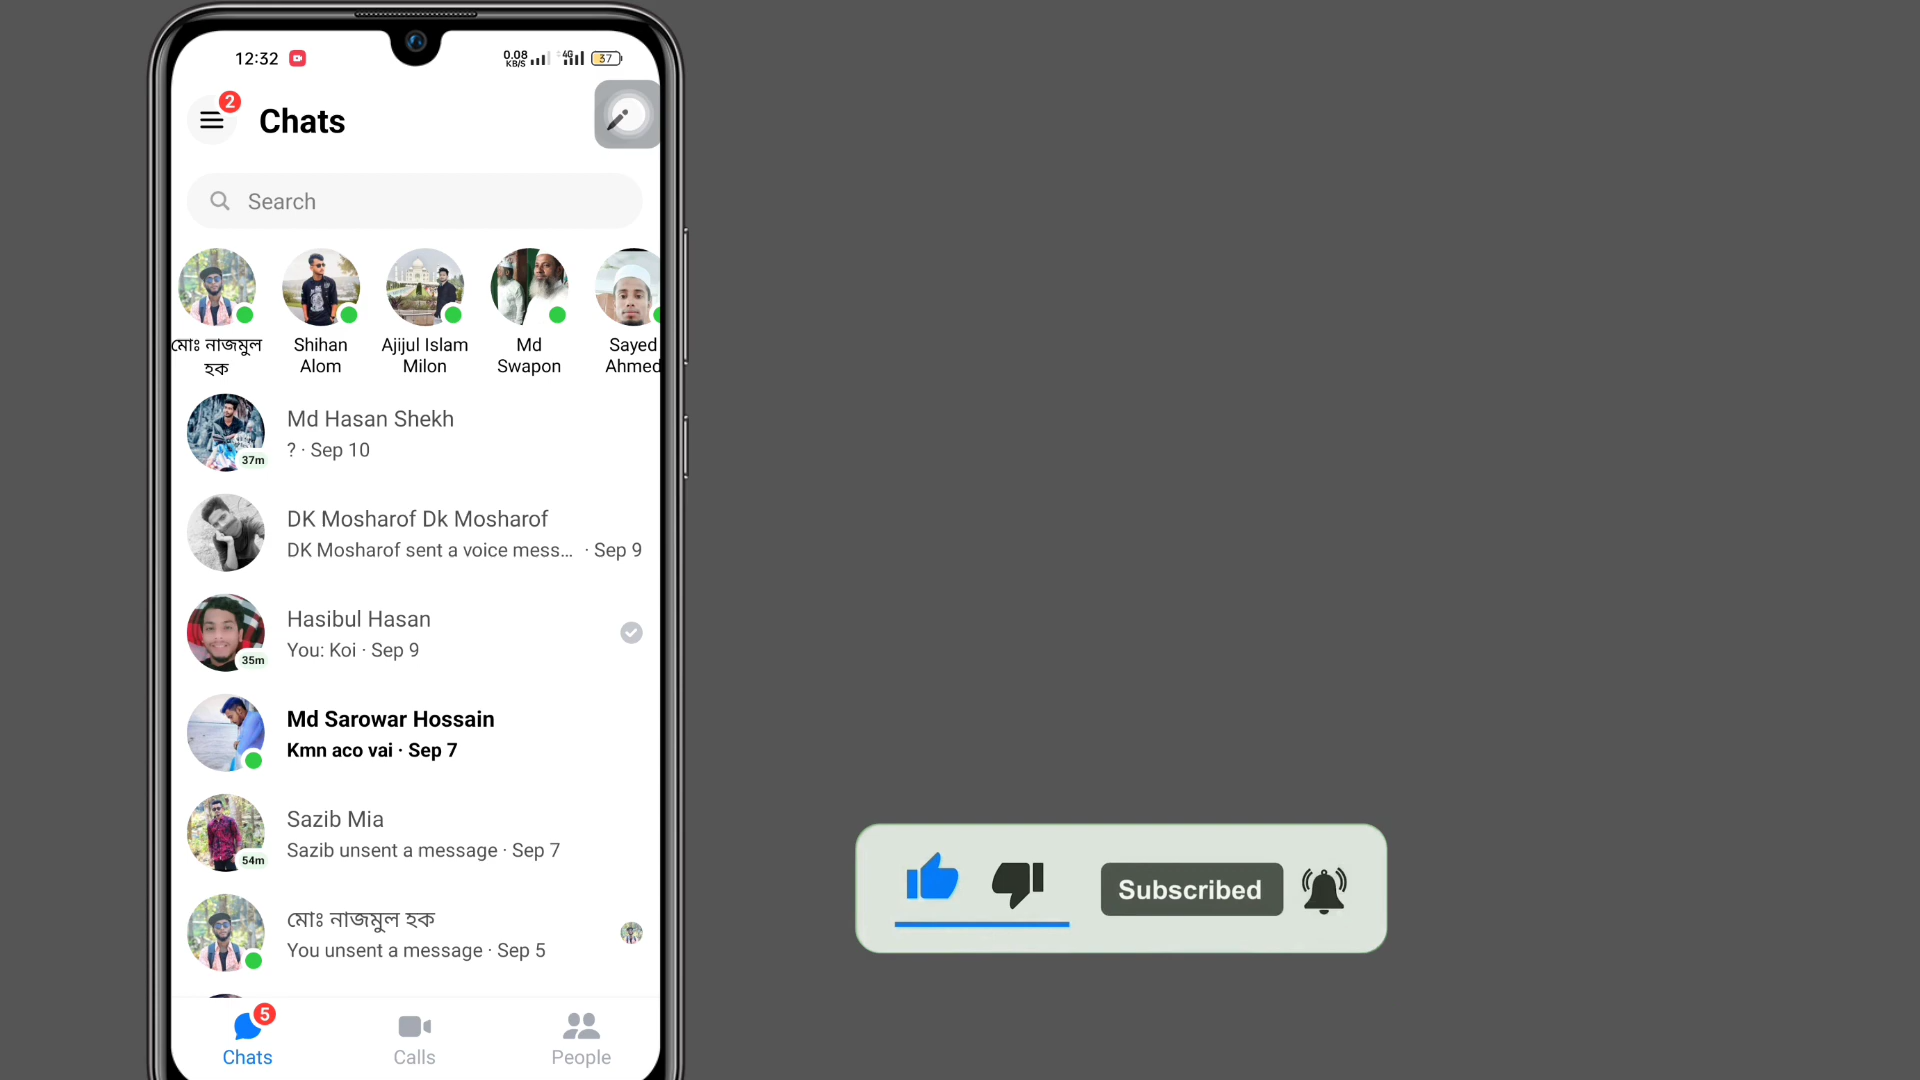 12:32
0.08
KB/S
4G
37
2
Chats
Search
মোঃ নাজমুল
হক
Shihan
Alom
Ajijul Islam
Milon
Md
Swapon
Sayed
Ahmed
Md Hasan Shekh
? · Sep 10
37m
DK Mosharof Dk Mosharof
DK Mosharof sent a voice mess... · Sep 9
Hasibul Hasan
You: Koi · Sep 9
35m
Md Sarowar Hossain
Kmn aco vai · Sep 7
Sazib Mia
Sazib unsent a message · Sep 7
54m
মোঃ নাজমুল হক
You unsent a message · Sep 5
5
Chats
Calls
People
Subscribed